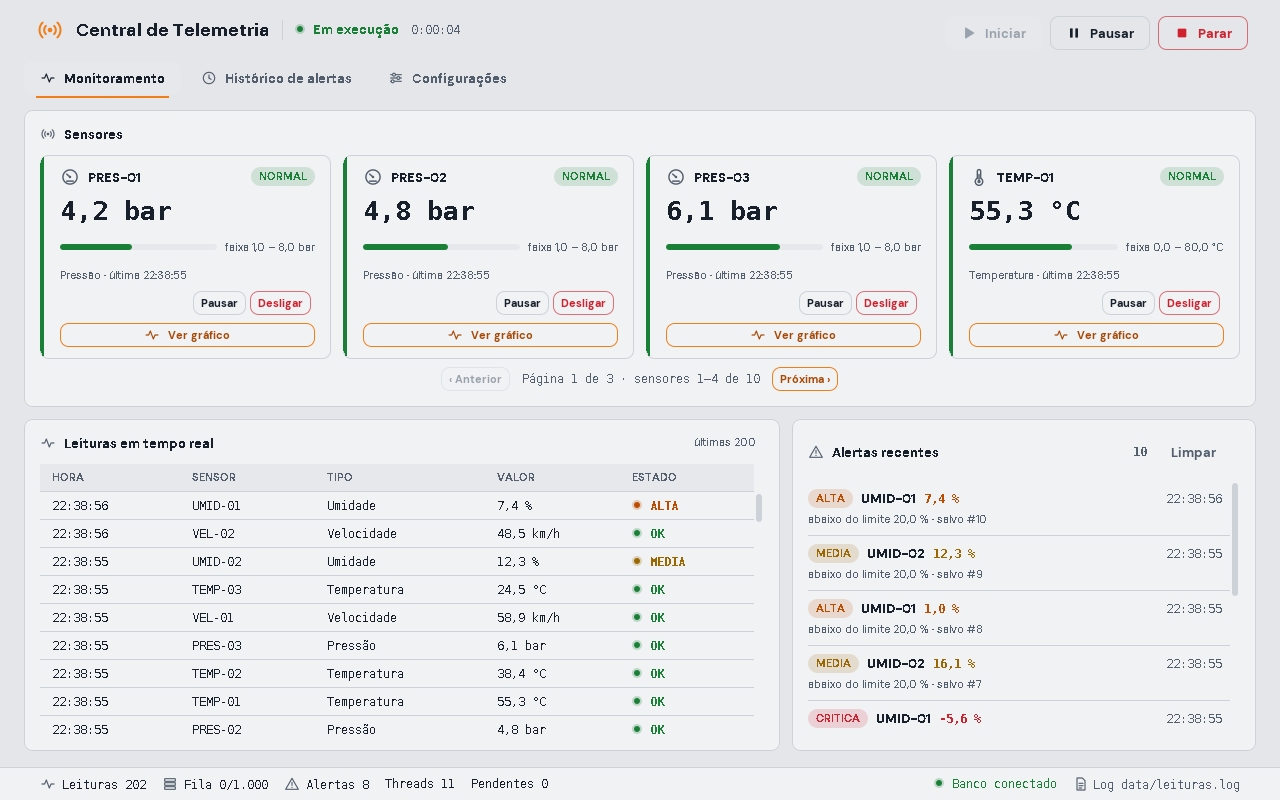 Central de Telemetria Em execução 0:00:04 Iniciar Pausar Parar
Monitoramento Histórico de alertas Configurações
Sensores
PRES-01 NORMAL
4,2 bar
faixa 1,0 – 8,0 bar
Pressão · última 22:38:55
Pausar Desligar
Ver gráfico
PRES-02 NORMAL
4,8 bar
faixa 1,0 – 8,0 bar
Pressão · última 22:38:55
Pausar Desligar
Ver gráfico
PRES-03 NORMAL
6,1 bar
faixa 1,0 – 8,0 bar
Pressão · última 22:38:55
Pausar Desligar
Ver gráfico
TEMP-01 NORMAL
55,3 °C
faixa 0,0 – 80,0 °C
Temperatura · última 22:38:55
Pausar Desligar
Ver gráfico
‹ Anterior Página 1 de 3 · sensores 1–4 de 10 Próxima ›
Leituras em tempo real últimas 200
HORA SENSOR TIPO VALOR ESTADO
22:38:56 UMID-01 Umidade 7,4 % ALTA
22:38:56 VEL-02 Velocidade 48,5 km/h OK
22:38:55 UMID-02 Umidade 12,3 % MEDIA
22:38:55 TEMP-03 Temperatura 24,5 °C OK
22:38:55 VEL-01 Velocidade 58,9 km/h OK
22:38:55 PRES-03 Pressão 6,1 bar OK
22:38:55 TEMP-02 Temperatura 38,4 °C OK
22:38:55 TEMP-01 Temperatura 55,3 °C OK
22:38:55 PRES-02 Pressão 4,8 bar OK
Alertas recentes 10 Limpar
ALTA UMID-01 7,4 % 22:38:56
abaixo do limite 20,0 % · salvo #10
MEDIA UMID-02 12,3 % 22:38:55
abaixo do limite 20,0 % · salvo #9
ALTA UMID-01 1,0 % 22:38:55
abaixo do limite 20,0 % · salvo #8
MEDIA UMID-02 16,1 % 22:38:55
abaixo do limite 20,0 % · salvo #7
CRITICA UMID-01 -5,6 % 22:38:55
Leituras 202 Fila 0/1.000 Alertas 8 Threads 11 Pendentes 0 Banco conectado Log data/leituras.log